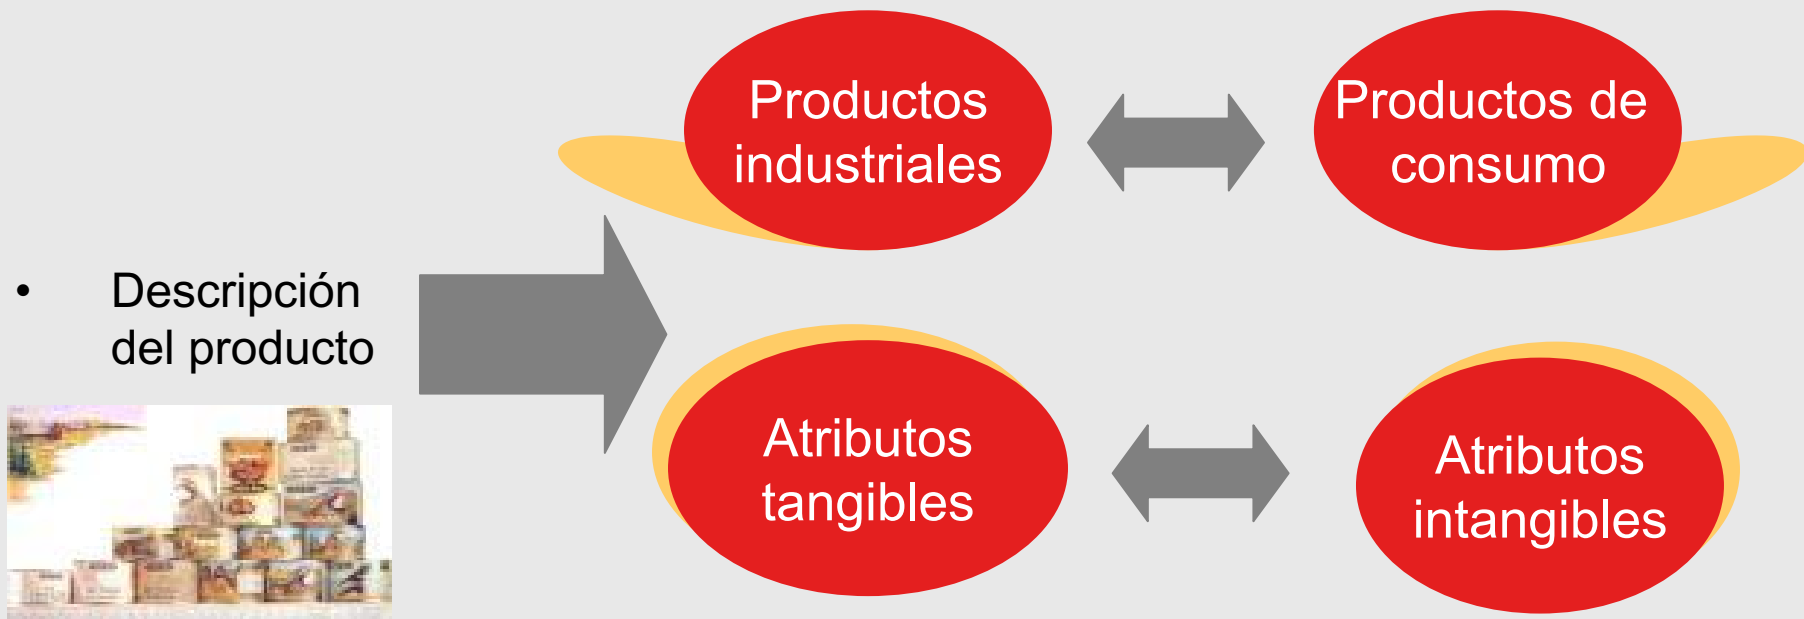 • Descripción
del producto
Productos
industriales
Productos de
consumo
Atributos
tangibles
Atributos
intangibles